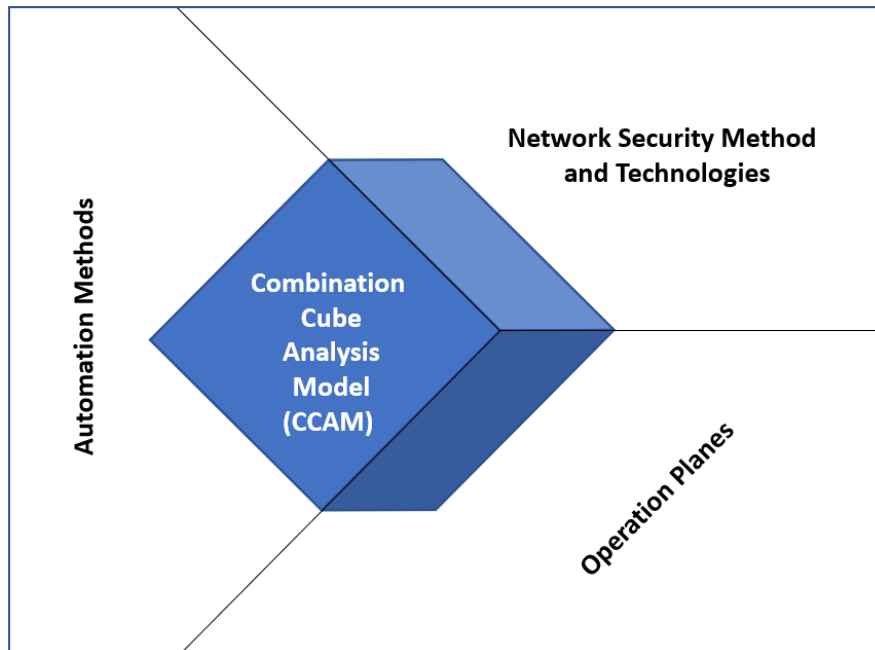 Network Security Method
and Technologies
Automation Methods
Combination
Cube
Analysis
Model
(CCAM)
Operation Planes